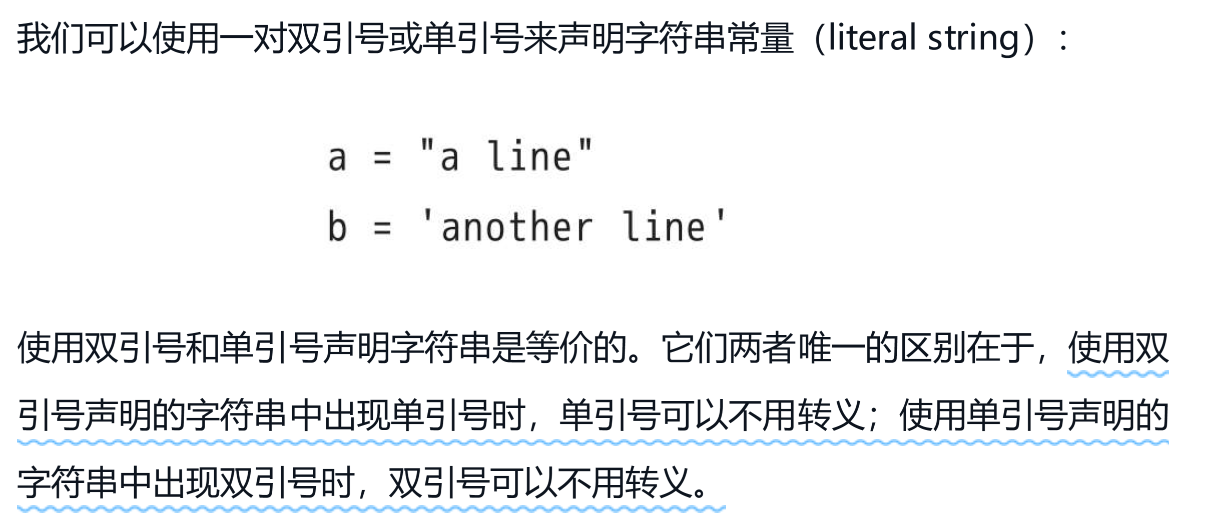 我们可以使用一对双引号或单引号来声明字符串常量（literal string）：
a = "a line"
b = 'another line'
使用双引号和单引号声明字符串是等价的。它们两者唯一的区别在于，使用双
引号声明的字符串中出现单引号时，单引号可以不用转义；使用单引号声明的
字符串中出现双引号时，双引号可以不用转义。